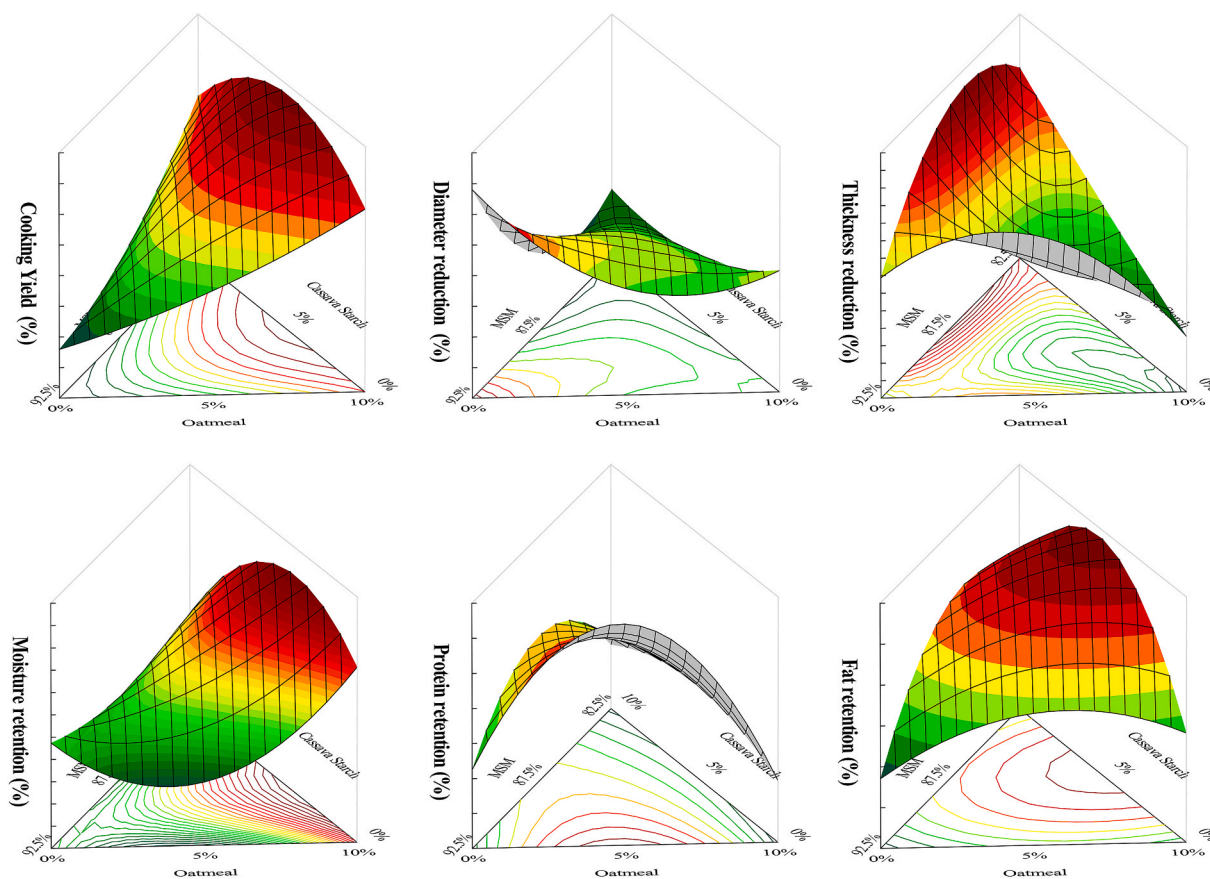 Cooking Yield (%)
Cassava Starch
5%
92.5%
0%
0%
5%
10%
Oatmeal
Diameter reduction (%)
MSM
87.5%
Cassava Starch
5%
92.5%
0%
0%
5%
10%
Oatmeal
Thickness reduction (%)
MSM
87.5%
Cassava Starch
5%
92.5%
0%
0%
5%
10%
Oatmeal
Moisture retention (%)
Cassava Starch
92.5%
0%
0%
5%
10%
Oatmeal
Protein retention (%)
82.5%
10%
MSM
87.5%
Cassava Starch
5%
92.5%
0%
0%
5%
10%
Oatmeal
Fat retention (%)
MSM
87.5%
Cassava Starch
5%
92.5%
0%
0%
5%
10%
Oatmeal